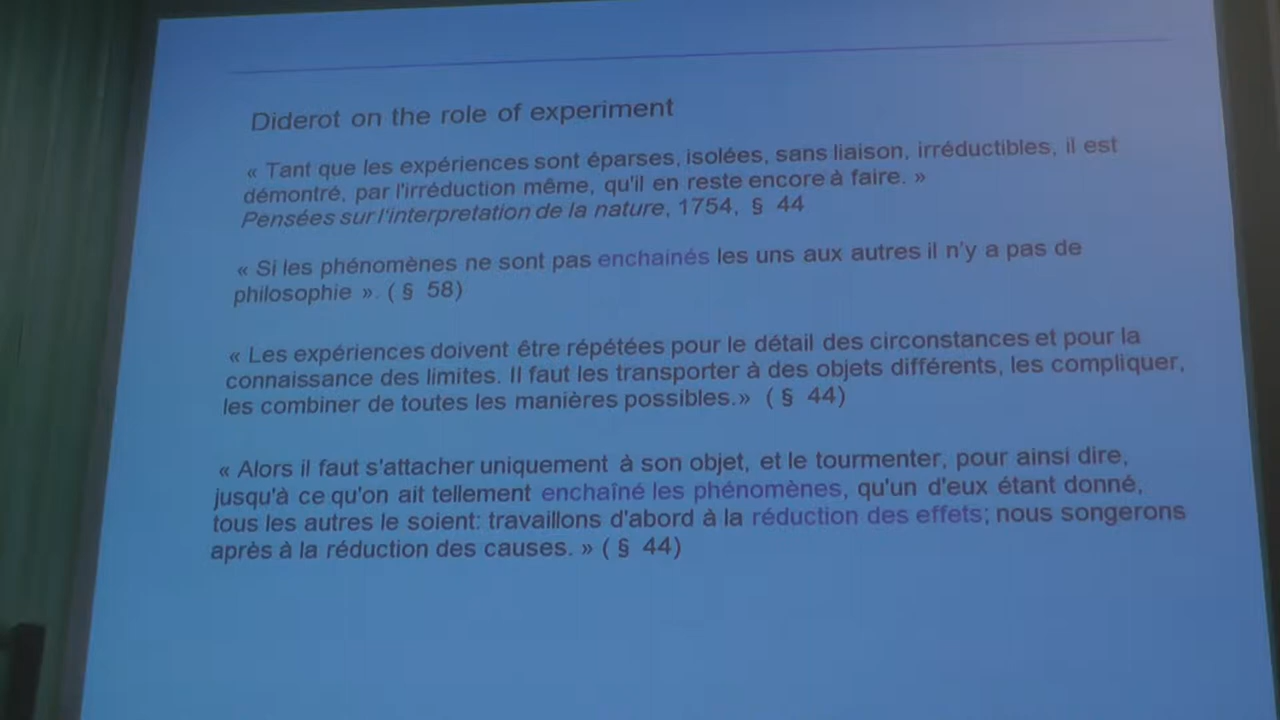 Diderot on the role of experiment
« Tant que les expériences sont éparses, isolées, sans liaison, irréductibles, il est
démontré, par l'irréduction même, qu'il en reste encore à faire. »
Pensées sur l'interpretation de la nature, 1754, § 44
« Si les phénomènes ne sont pas enchainés les uns aux autres il n'y a pas de
philosophie ». ( § 58)
« Les expériences doivent être répétées pour le détail des circonstances et pour la
connaissance des limites. Il faut les transporter à des objets différents, les compliquer,
les combiner de toutes les manières possibles.» ( § 44)
« Alors il faut s'attacher uniquement à son objet, et le tourmenter, pour ainsi dire,
jusqu'à ce qu'on ait tellement enchaîné les phénomènes, qu'un d'eux étant donné,
tous les autres le soient: travaillons d'abord à la réduction des effets; nous songerons
après à la réduction des causes. » ( § 44)